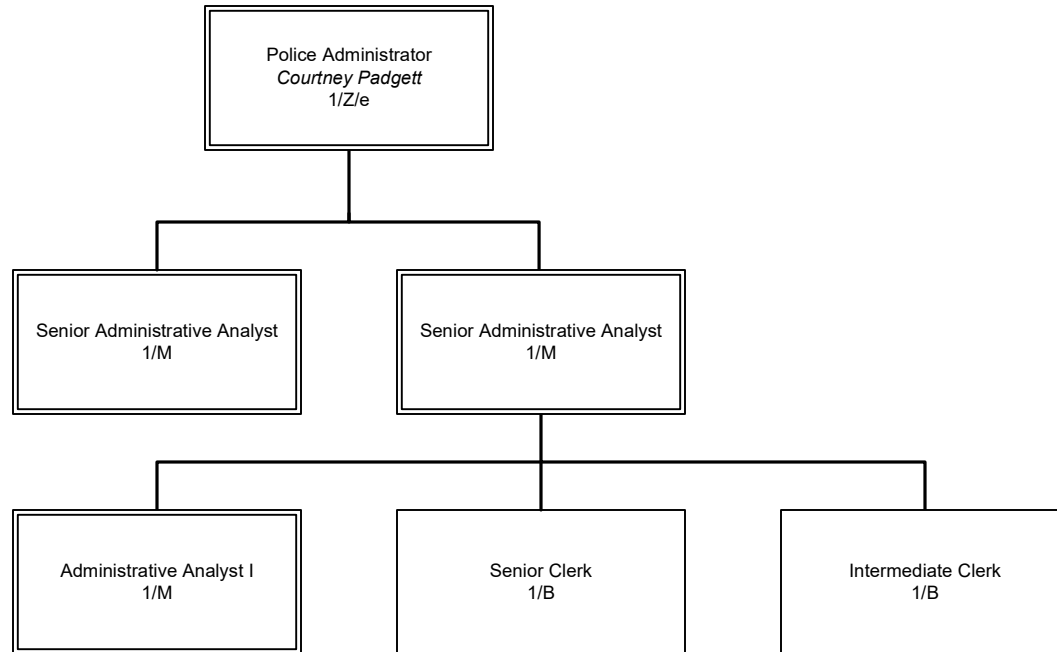 Police Administrator
Courtney Padgett
1/Z/e
Senior Administrative Analyst
1/M
Senior Administrative Analyst
1/M
Administrative Analyst I
1/M
Senior Clerk
1/B
Intermediate Clerk
1/B